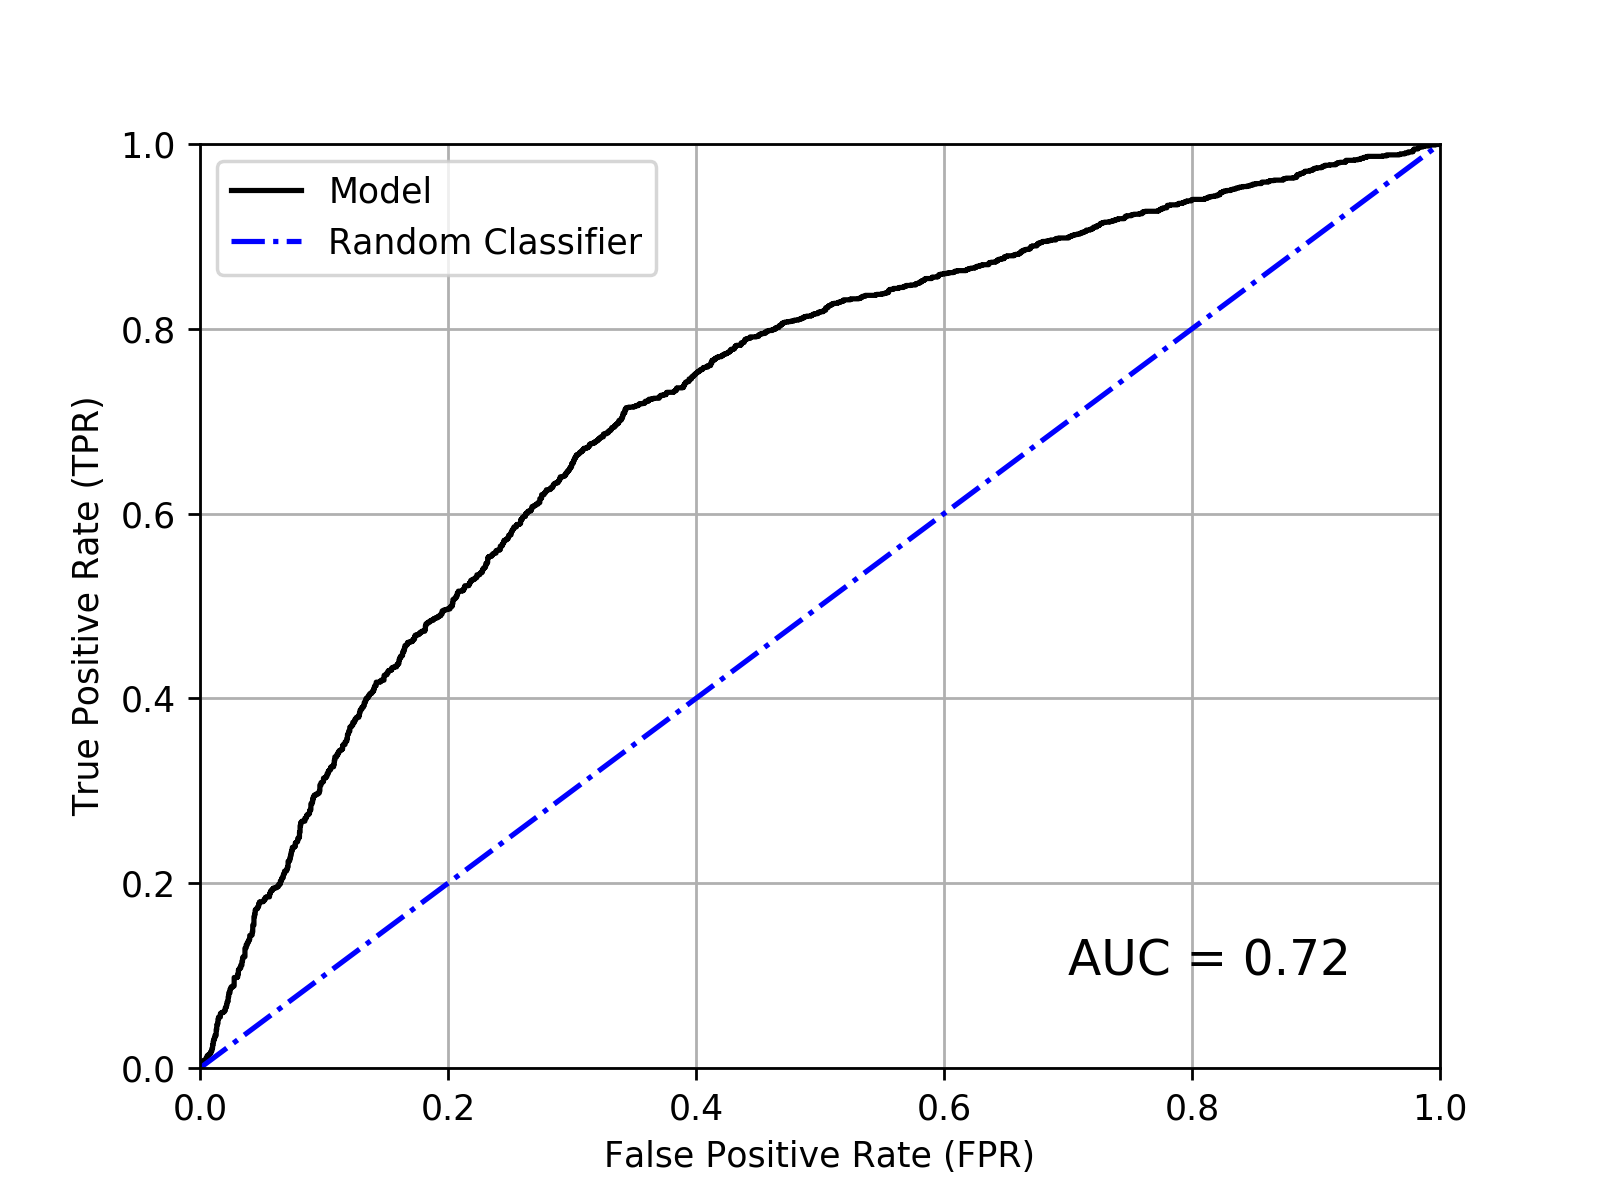 Model
Random Classifier
1.0
0.8
0.6
0.4
0.2
0.0
True Positive Rate (TPR)
AUC = 0.72
0.0 0.2 0.4 0.6 0.8 1.0
False Positive Rate (FPR)